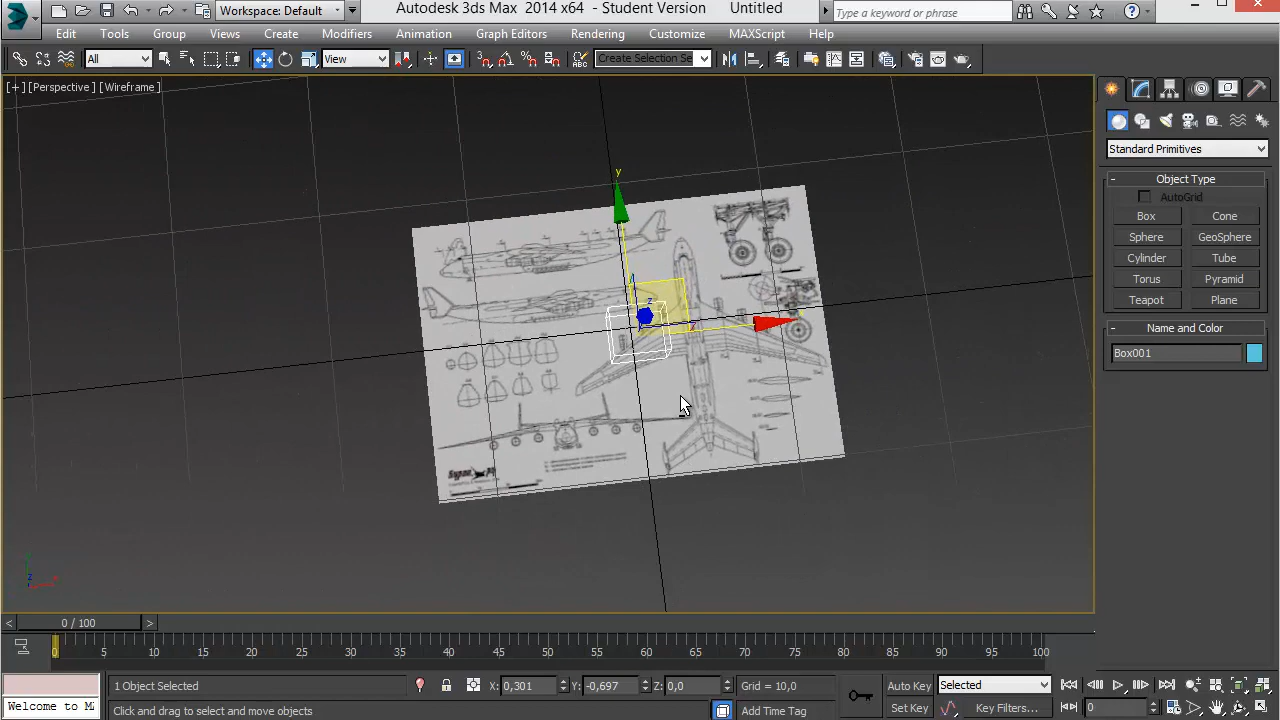 Workspace: Default
Autodesk 3ds Max 2014 x64 - Student Version Untitled
Type a keyword or phrase
Edit Tools Group Views Create Modifiers Animation Graph Editors Rendering Customize MAXScript Help
All
View
Create Selection Se
[+] [Perspective] [Wireframe]
Standard Primitives
- Object Type
AutoGrid
Box Cone
Sphere GeoSphere
Cylinder Tube
Torus Pyramid
Teapot Plane
- Name and Color
Box001
y
z
x
< 0 / 100 >
0 5 10 15 20 25 30 35 40 45 50 55 60 65 70 75 80 85 90 95 100
1 Object Selected X: 0,301 Y: -0,697 Z: 0,0 Grid = 10,0 Auto Key Selected
Welcome to M
Click and drag to select and move objects Add Time Tag Set Key Key Filters... 0